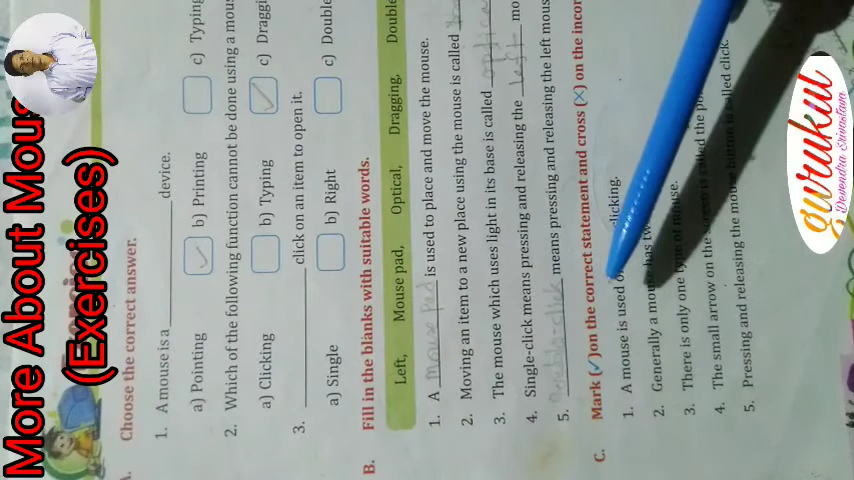 More About Mous
(Exercises)
A. Choose the correct answer.
1. A mouse is a ____________ device.
a) Pointing b) Printing c) Typing
2. Which of the following function cannot be done using a mous
a) Clicking b) Typing c) Draggi
3. ____________ click on an item to open it.
a) Single b) Right c) Double
B. Fill in the blanks with suitable words.
Left, Mouse pad, Optical, Dragging, Double
1. A mouse pad is used to place and move the mouse.
2. Moving an item to a new place using the mouse is called
3. The mouse which uses light in its base is called optical
4. Single-click means pressing and releasing the left mo
5. Double-click means pressing and releasing the left mous
C. Mark (✓) on the correct statement and cross (✗) on the incor
1. A mouse is used clicking.
2. Generally a mouse has
3. There is only one type of mouse.
4. The small arrow on the screen is called the po
5. Pressing and releasing the mouse button is called click.
gurukul
Devendra Srivastava